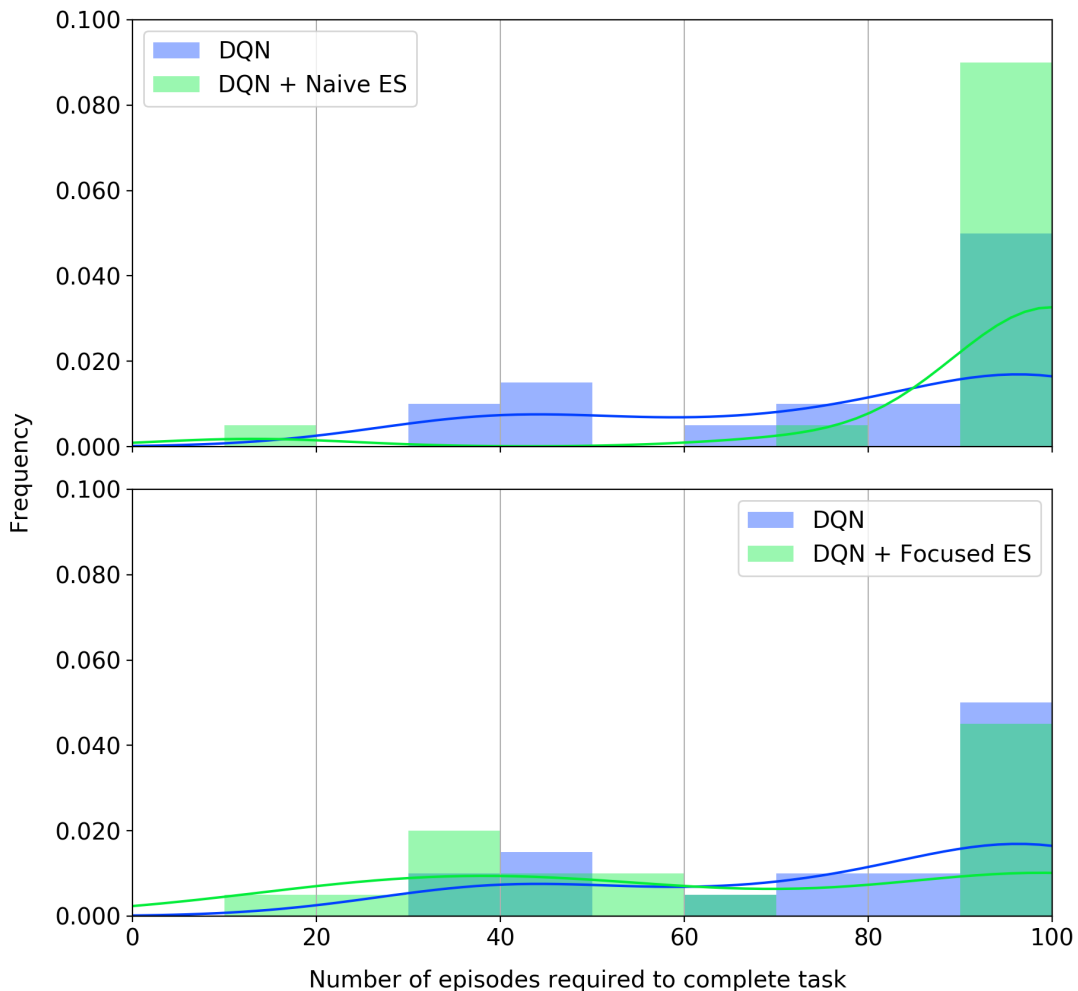 0.100
0.080
0.060
0.040
0.020
0.000
DQN
DQN + Naive ES
Frequency
0.100
0.080
0.060
0.040
0.020
0.000
DQN
DQN + Focused ES
0 20 40 60 80 100
Number of episodes required to complete task